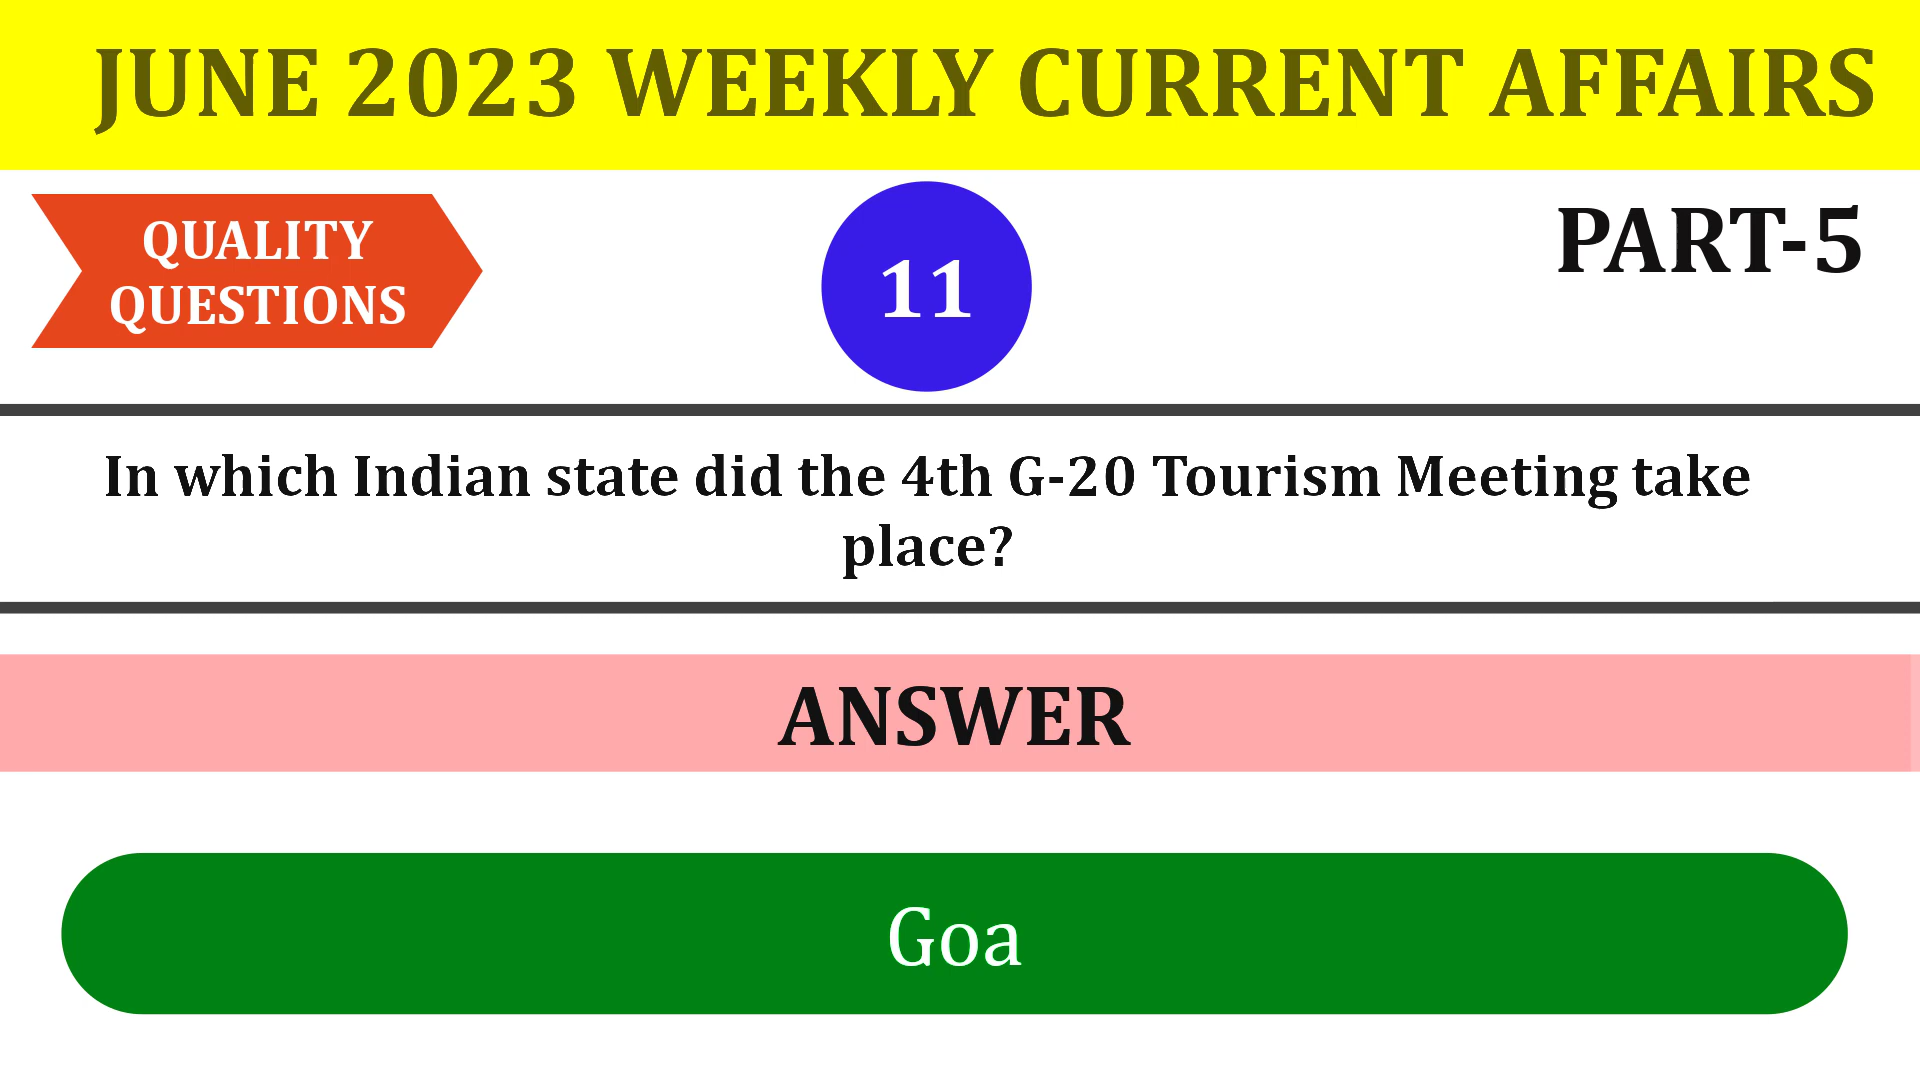 JUNE 2023 WEEKLY CURRENT AFFAIRS
QUALITY
QUESTIONS
11
PART-5
In which Indian state did the 4th G-20 Tourism Meeting take
place?
ANSWER
Goa